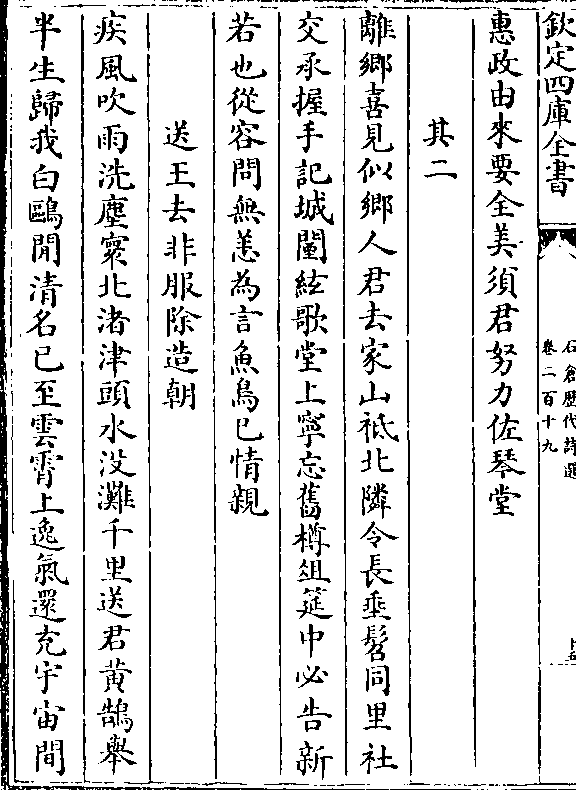 欽定四庫全書
石倉歷代詩選
卷二百十九
惠政由來要全美須君努力佐琴堂
其二
離鄉喜見似鄉人君去家山祗北隣令長垂髫同里社
交承握手記城闉絃歌堂上寧忘舊樽俎筵中必告新
若也從容問無恙為言魚鳥已情親
送王去非服除造朝
疾風吹雨洗塵寰北渚津頭水没灘千里送君黄鵠舉
半生歸我白鷗閒清名已至雲霄上逸氣還充宇宙間